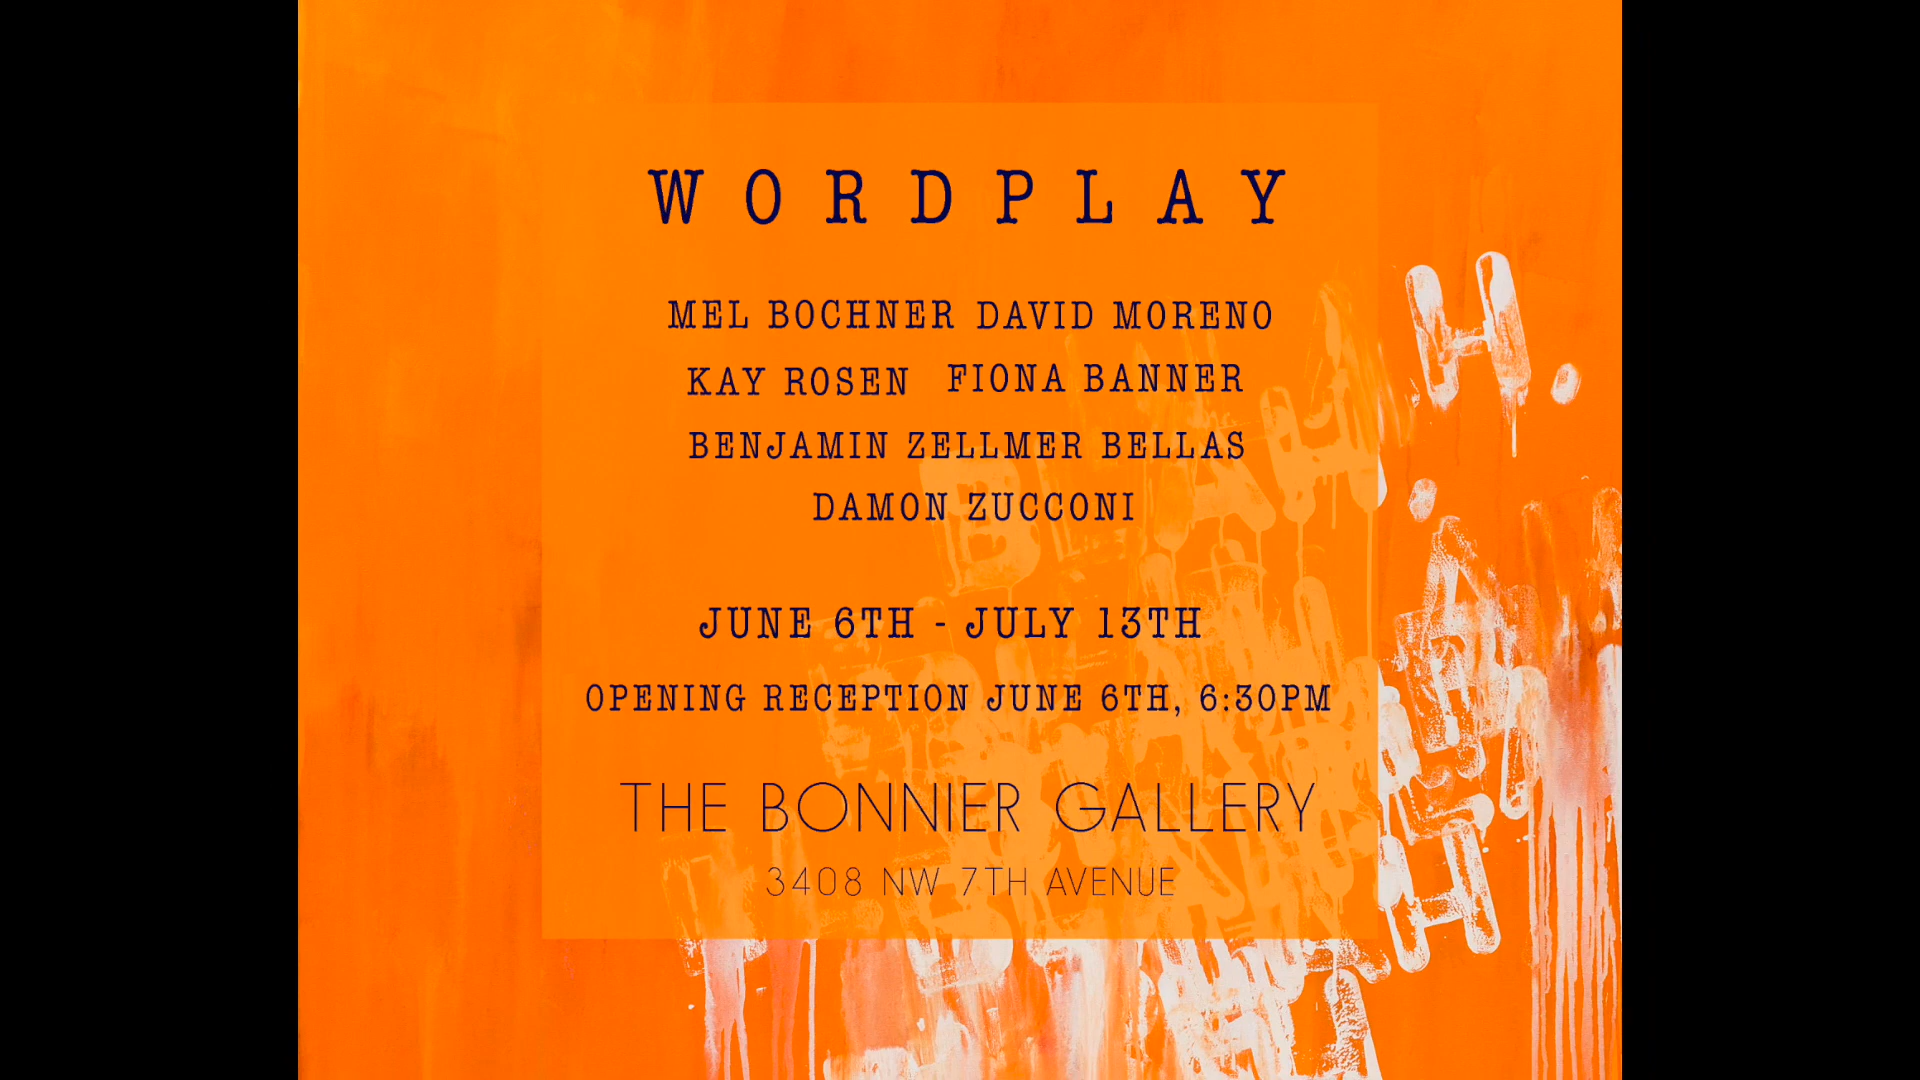 WORDPLAY
MEL BOCHNER DAVID MORENO
KAY ROSEN FIONA BANNER
BENJAMIN ZELLMER BELLAS
DAMON ZUCCONI
JUNE 6TH - JULY 13TH
OPENING RECEPTION JUNE 6TH, 6:30PM
THE BONNIER GALLERY
3408 NW 7TH AVENUE